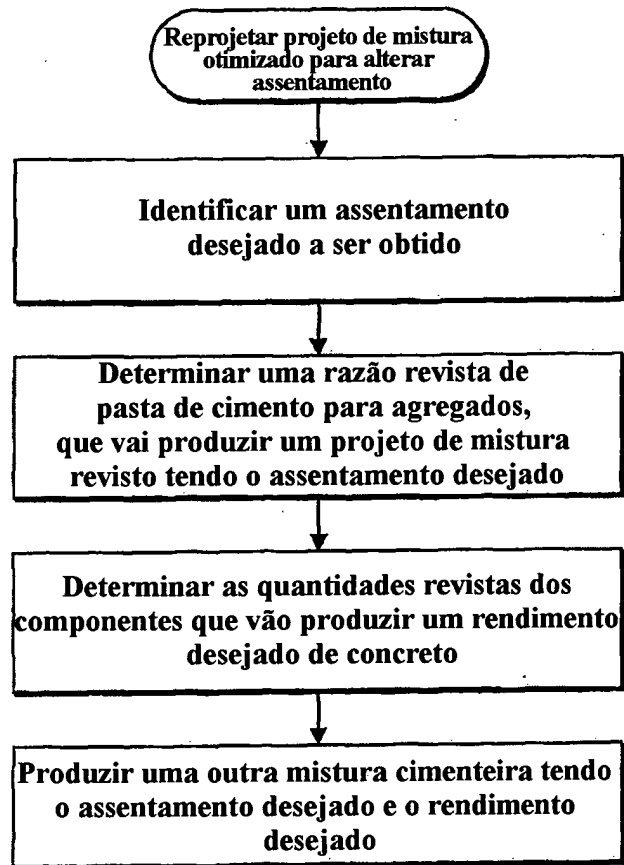 Reprojetar projeto de mistura
otimizado para alterar
assentamento
Identificar um assentamento
desejado a ser obtido
Determinar uma razão revista de
pasta de cimento para agregados,
que vai produzir um projeto de mistura
revisto tendo o assentamento desejado
Determinar as quantidades revistas dos
componentes que vão produzir um rendimento
desejado de concreto
Produzir uma outra mistura cimenteira tendo
o assentamento desejado e o rendimento
desejado